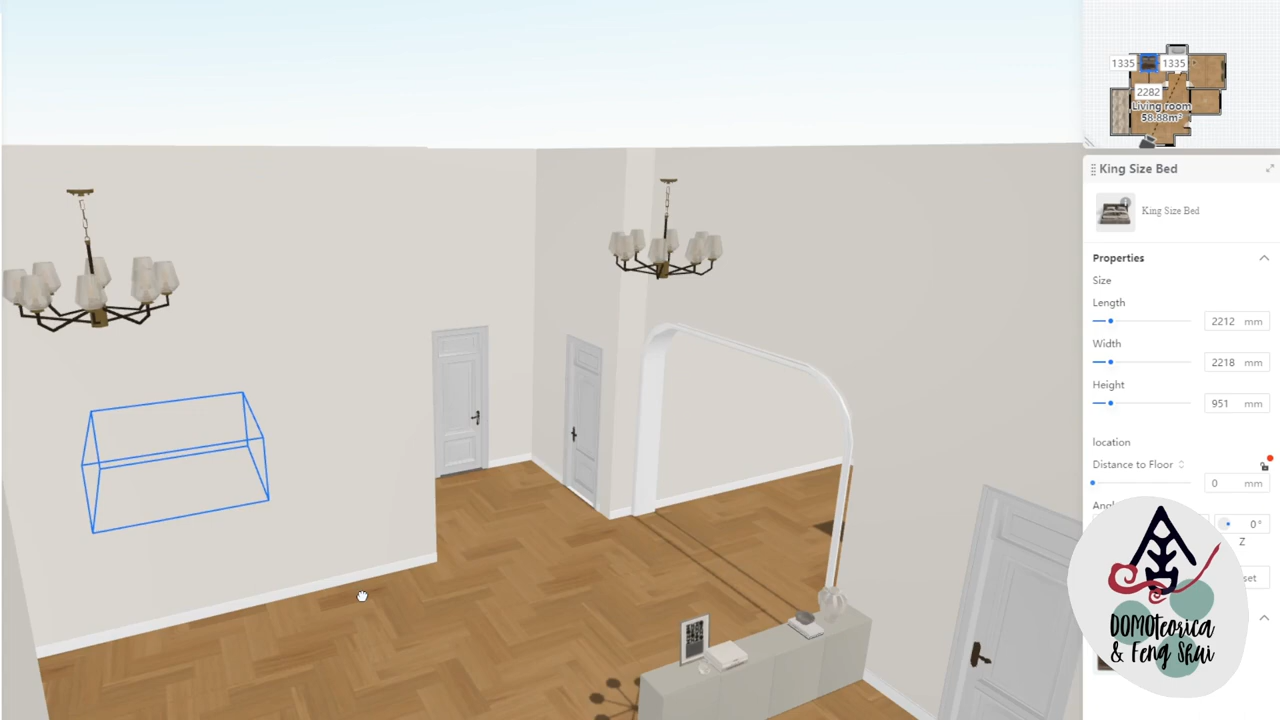 1335
1335
2282
Living room
58.88m²
King Size Bed
King Size Bed
Properties
Size
Length
2212 mm
Width
2218 mm
Height
951 mm
location
Distance to Floor
0 mm
0°
Z
set
DOMOteorica
& Feng Shui